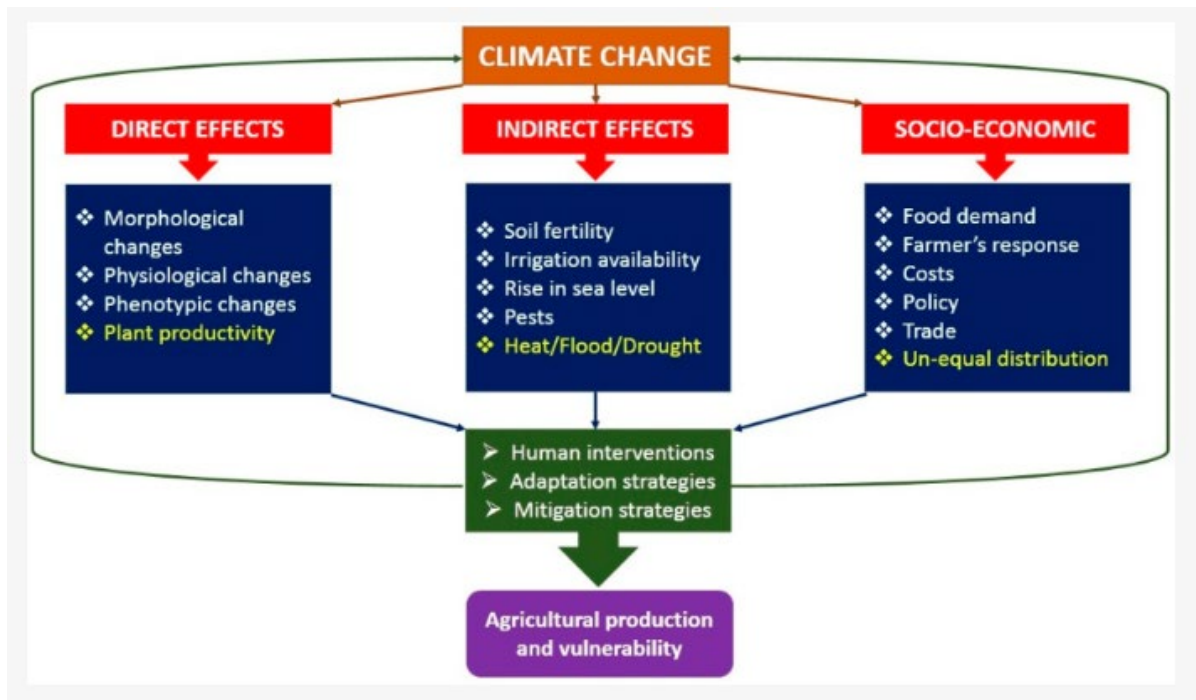 CLIMATE CHANGE
DIRECT EFFECTS
❖ Morphological
changes
❖ Physiological changes
❖ Phenotypic changes
❖ Plant productivity
INDIRECT EFFECTS
❖ Soil fertility
❖ Irrigation availability
❖ Rise in sea level
❖ Pests
❖ Heat/Flood/Drought
SOCIO-ECONOMIC
❖ Food demand
❖ Farmer's response
❖ Costs
❖ Policy
❖ Trade
❖ Un-equal distribution
➢ Human interventions
➢ Adaptation strategies
➢ Mitigation strategies
Agricultural production
and vulnerability